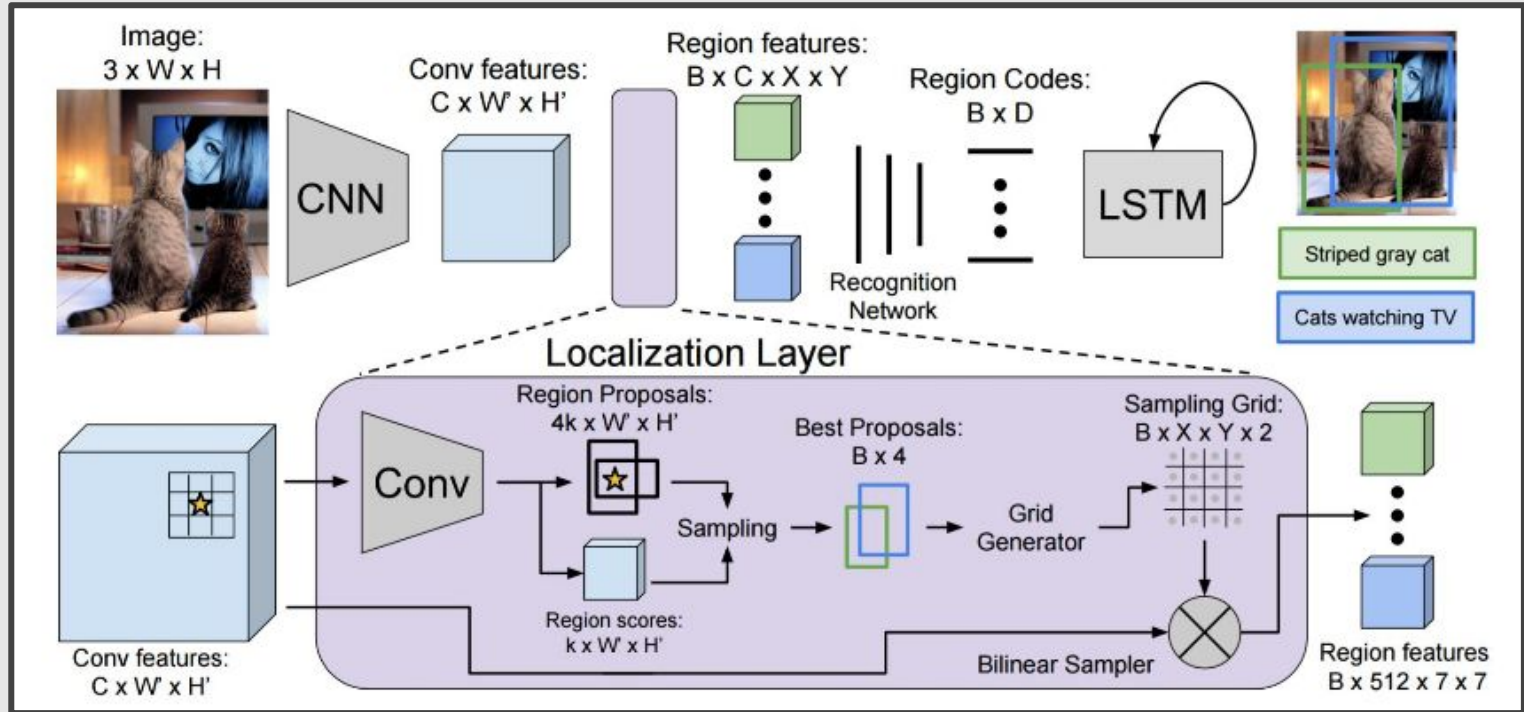 Image:
3 x W x H
Conv features:
C x W' x H'
Region features:
B x C x X x Y
Region Codes:
B x D
CNN
LSTM
Recognition
Network
Striped gray cat
Cats watching TV
Localization Layer
Region Proposals:
4k x W' x H'
Conv
Sampling
Region scores:
k x W' x H'
Best Proposals:
B x 4
Grid
Generator
Sampling Grid:
B x X x Y x 2
Bilinear Sampler
Conv features:
C x W' x H'
Region features
B x 512 x 7 x 7